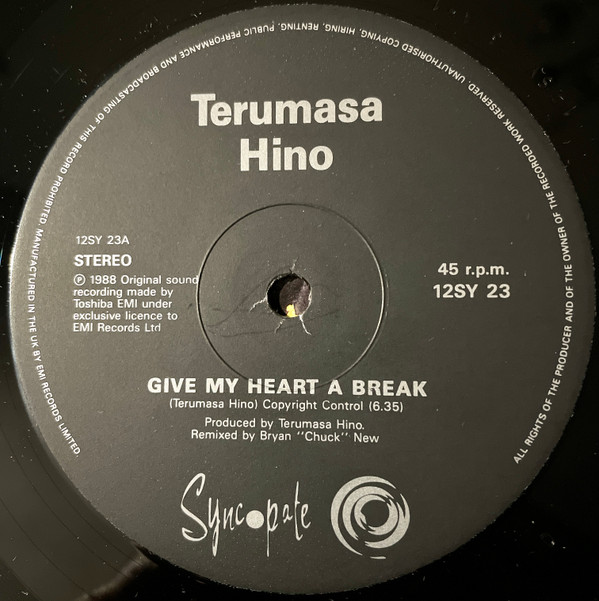 ALL RIGHTS OF THE PRODUCER AND OF THE OWNER OF THE RECORDED WORK RESERVED. UNAUTHORISED COPYING, HIRING, RENTING, PUBLIC PERFORMANCE AND BROADCASTING OF THIS RECORD PROHIBITED. MANUFACTURED IN THE UK BY EMI RECORDS LIMITED.
Terumasa
Hino
12SY 23A
STEREO
℗ 1988 Original sound
recording made by
Toshiba EMI under
exclusive licence to
EMI Records Ltd
45 r.p.m.
12SY 23
GIVE MY HEART A BREAK
(Terumasa Hino) Copyright Control (6.35)
Produced by Terumasa Hino.
Remixed by Bryan "Chuck" New
Syncopate